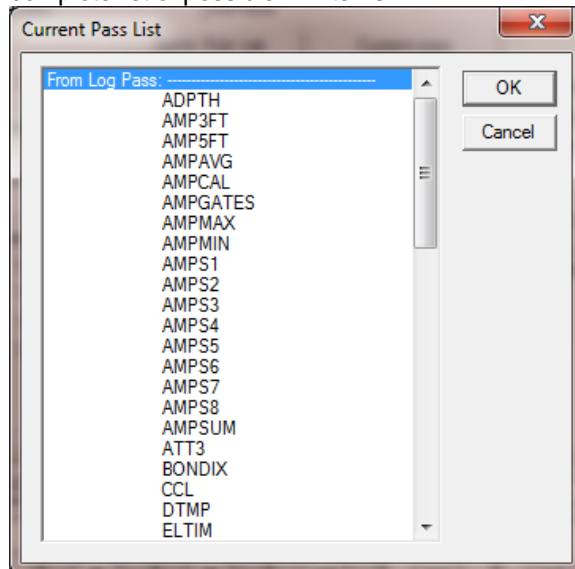 Current Pass List
From Log Pass: ----------------------------------------
ADPTH
AMP3FT
AMP5FT
AMPAVG
AMPCAL
AMPGATES
AMPMAX
AMPMIN
AMPS1
AMPS2
AMPS3
AMPS4
AMPS5
AMPS6
AMPS7
AMPS8
AMPSUM
ATT3
BONDIX
CCL
DTMP
ELTIM
OK
Cancel